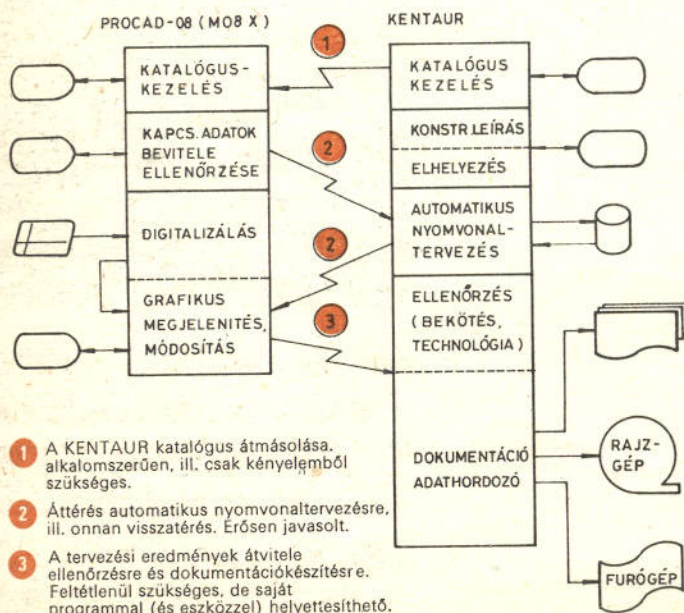 PROCAD-08 (MO8 X)
KENTAUR
1
KATALÓGUS-
KEZELÉS
KATALÓGUS
KEZELÉS
KAPCS. ADATOK
BEVITELE
ELLENŐRZÉSE
2
KONSTR. LEÍRÁS
ELHELYEZÉS
DIGITALIZÁLÁS
2
AUTOMATIKUS
NYOMVONAL-
TERVEZÉS
GRAFIKUS
MEGJELENITÉS,
MÓDOSÍTÁS
3
ELLENŐRZÉS
( BEKÖTÉS,
TECHNOLÓGIA )
DOKUMENTÁCIÓ
ADATHORDOZÓ
RAJZ-
GÉP
FURÓGÉP
1 A KENTAUR katalógus átmásolása.
alkalomszerűen, ill. csak kényelemből
szükséges.
2 Áttérés automatikus nyomvonaltervezésre,
ill. onnan visszatérés. Erősen javasolt.
3 A tervezési eredmények átvitele
ellenőrzésre és dokumentációkészítésre.
Feltétlenül szükséges, de saját
programmal (és eszközzel) helyettesíthető.